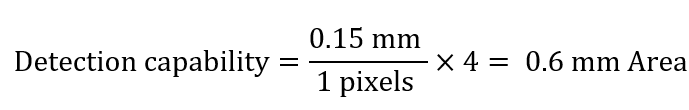 Detection capability = 0.15 mm / 1 pixels × 4 = 0.6 mm Area